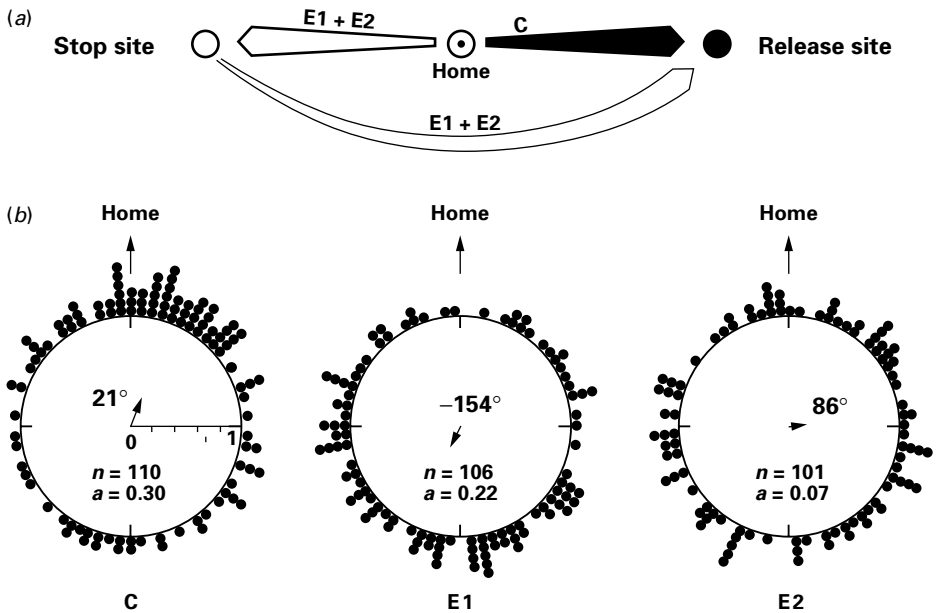 (a)
E1 + E2
C
Stop site
Home
Release site
E1 + E2
(b)
Home
Home
Home
21°
0
1
n = 110
a = 0.30
−154°
n = 106
a = 0.22
86°
n = 101
a = 0.07
C
E1
E2